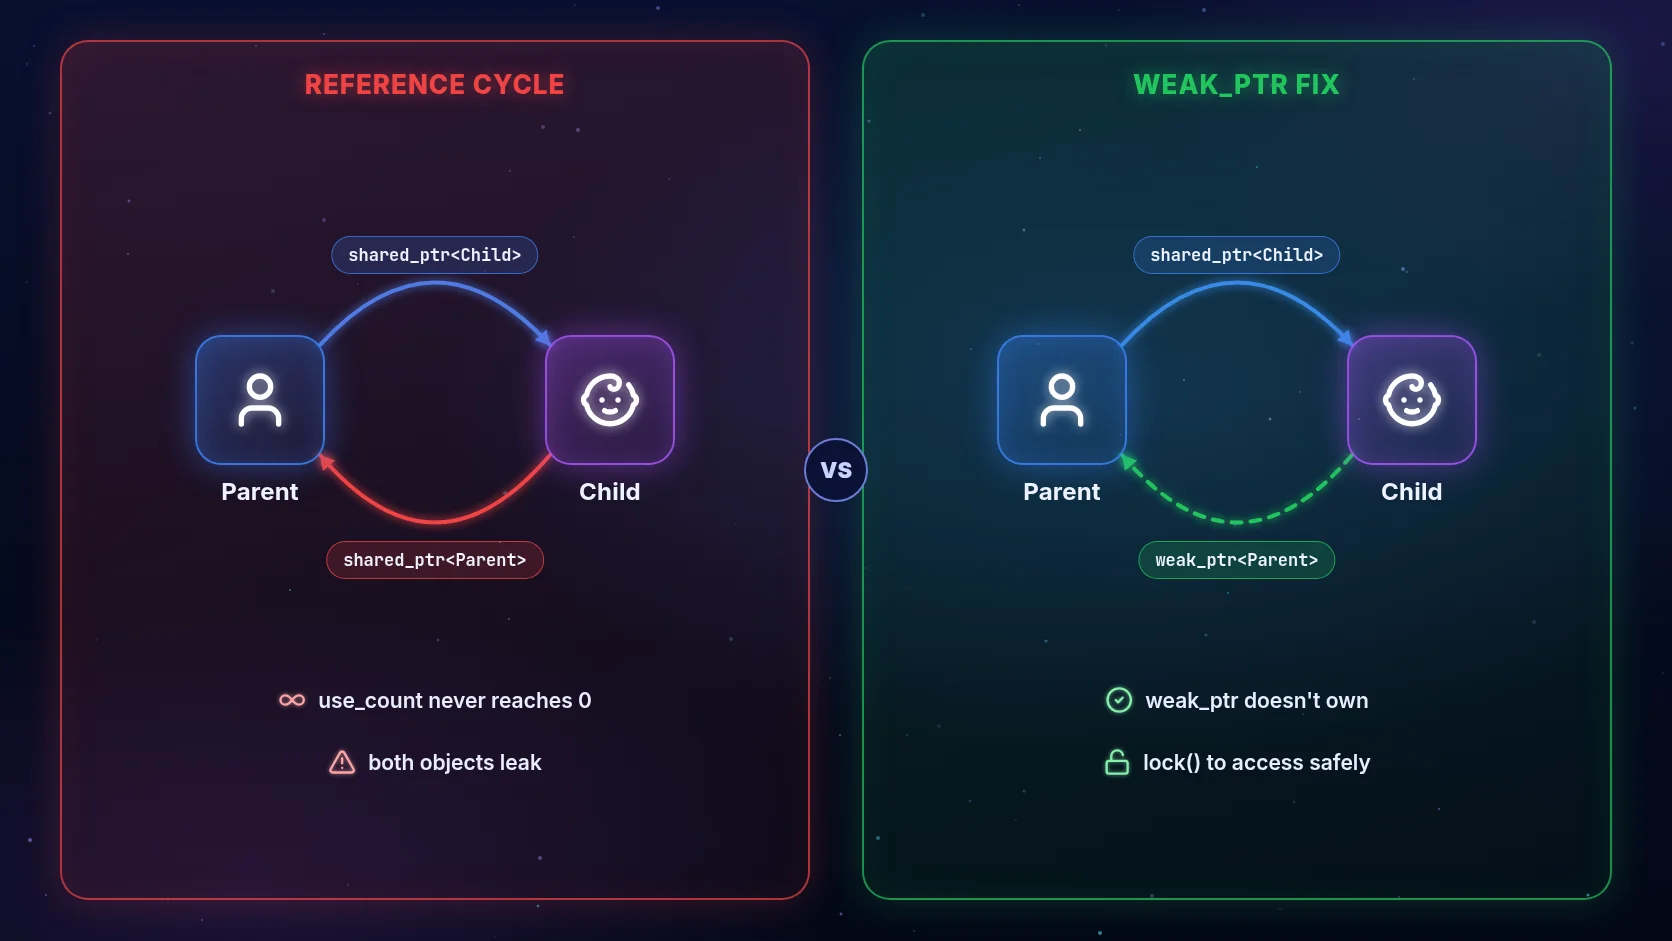 REFERENCE CYCLE
shared_ptr<Child>
Parent
Child
shared_ptr<Parent>
use_count never reaches 0
both objects leak
VS
WEAK_PTR FIX
shared_ptr<Child>
Parent
Child
weak_ptr<Parent>
weak_ptr doesn't own
lock() to access safely